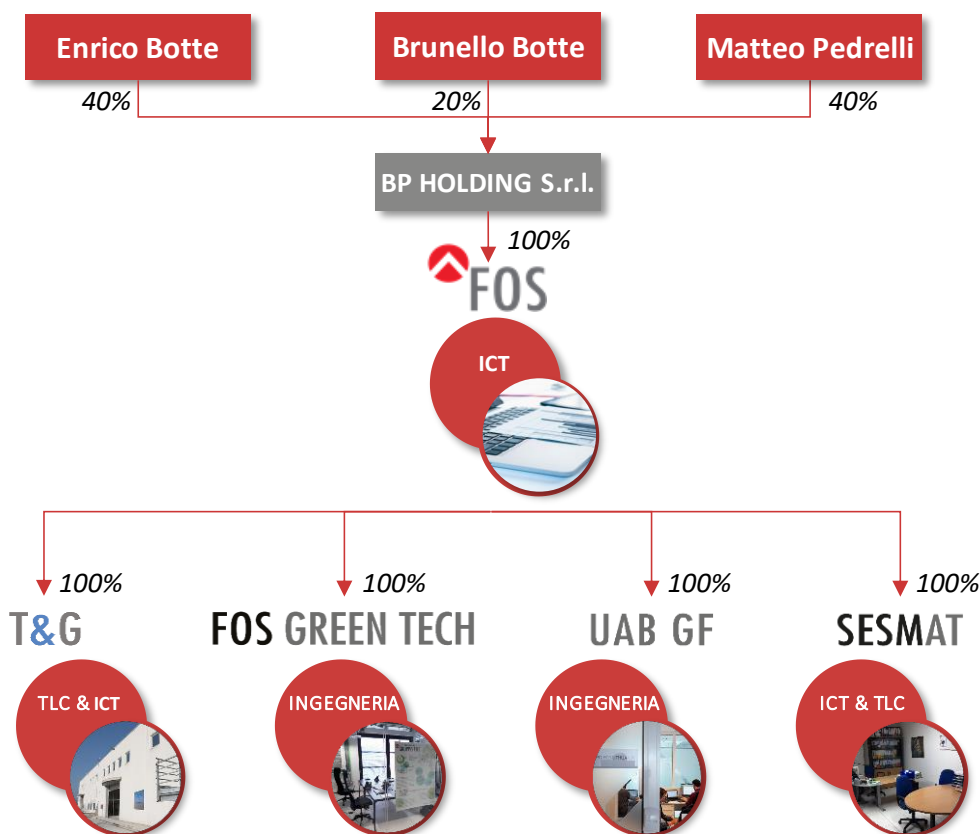 Enrico Botte
Brunello Botte
Matteo Pedrelli
40%
20%
40%
BP HOLDING S.r.l.
100%
FOS
ICT
100%
100%
100%
100%
T&G
FOS GREEN TECH
UAB GF
SESMAT
TLC & ICT
INGEGNERIA
INGEGNERIA
ICT & TLC